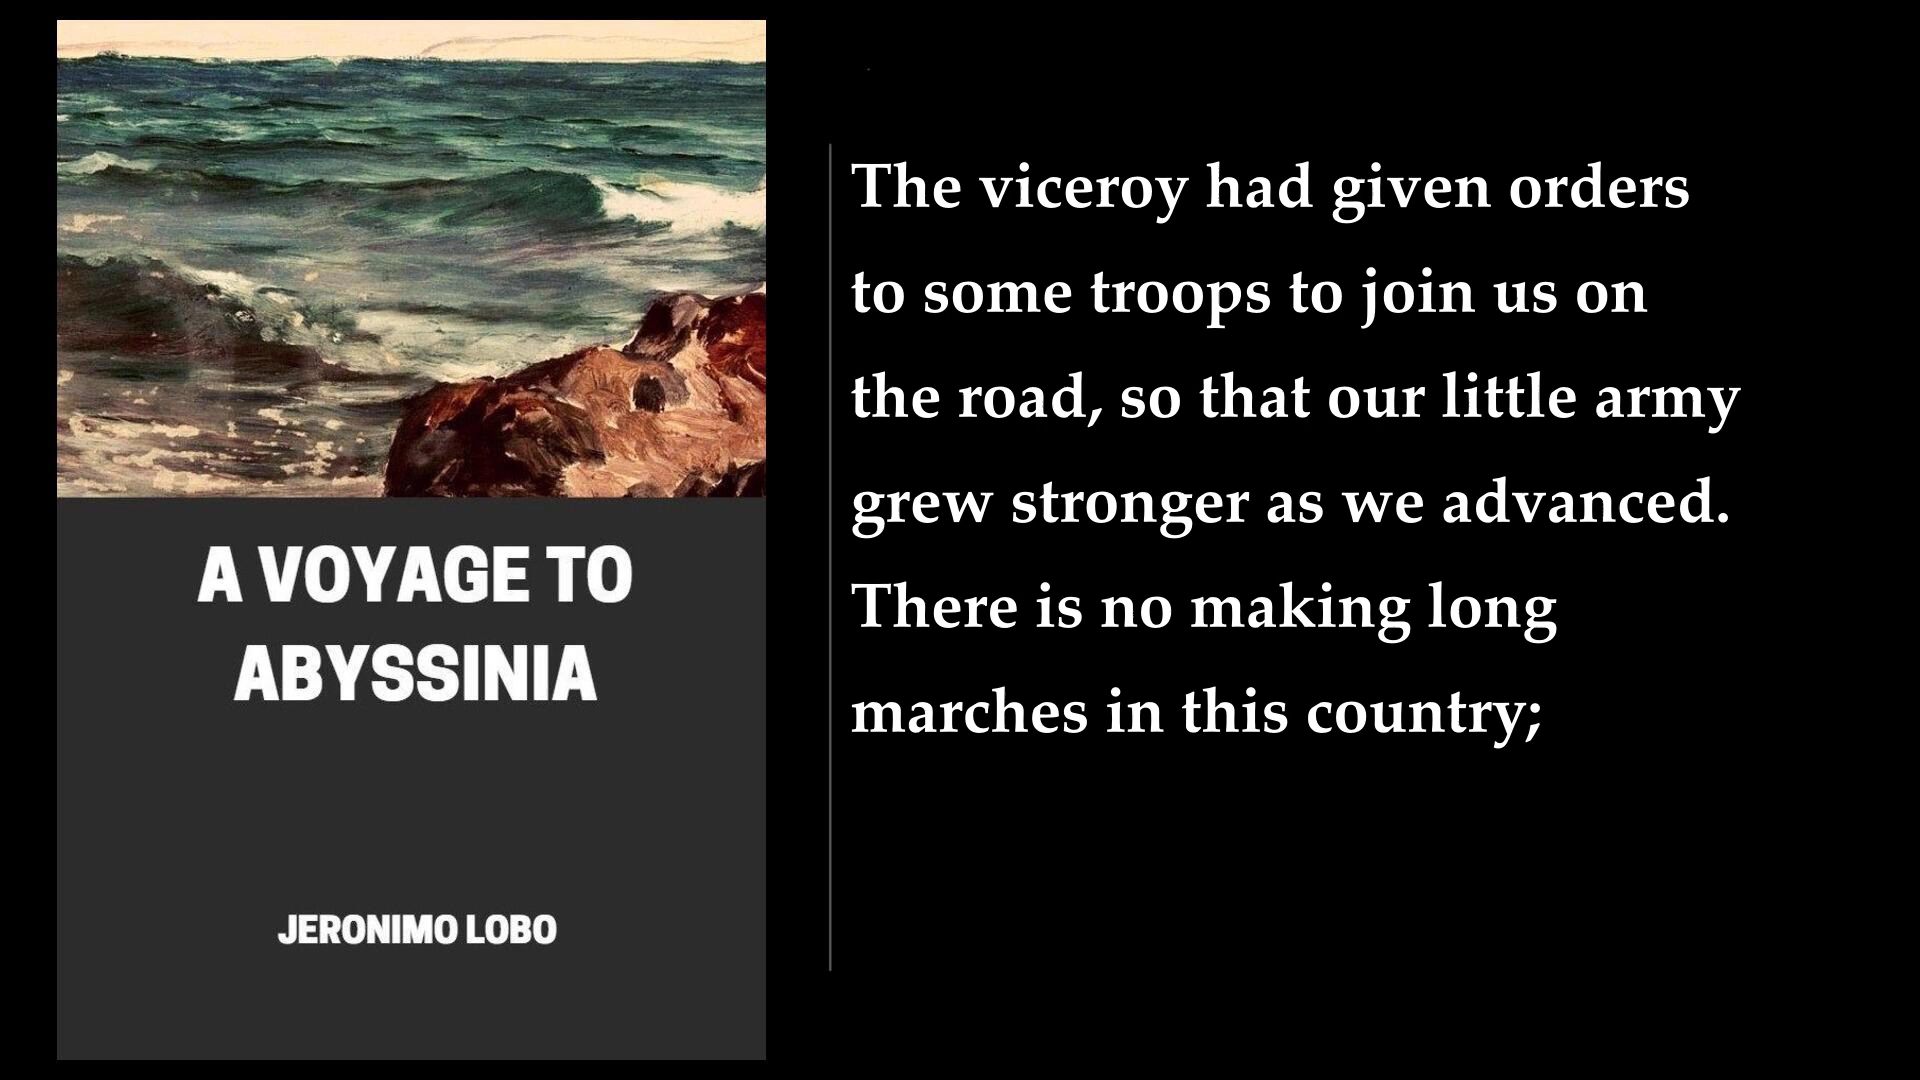 A VOYAGE TO
ABYSSINIA
JERONIMO LOBO
The viceroy had given orders
to some troops to join us on
the road, so that our little army
grew stronger as we advanced.
There is no making long
marches in this country;